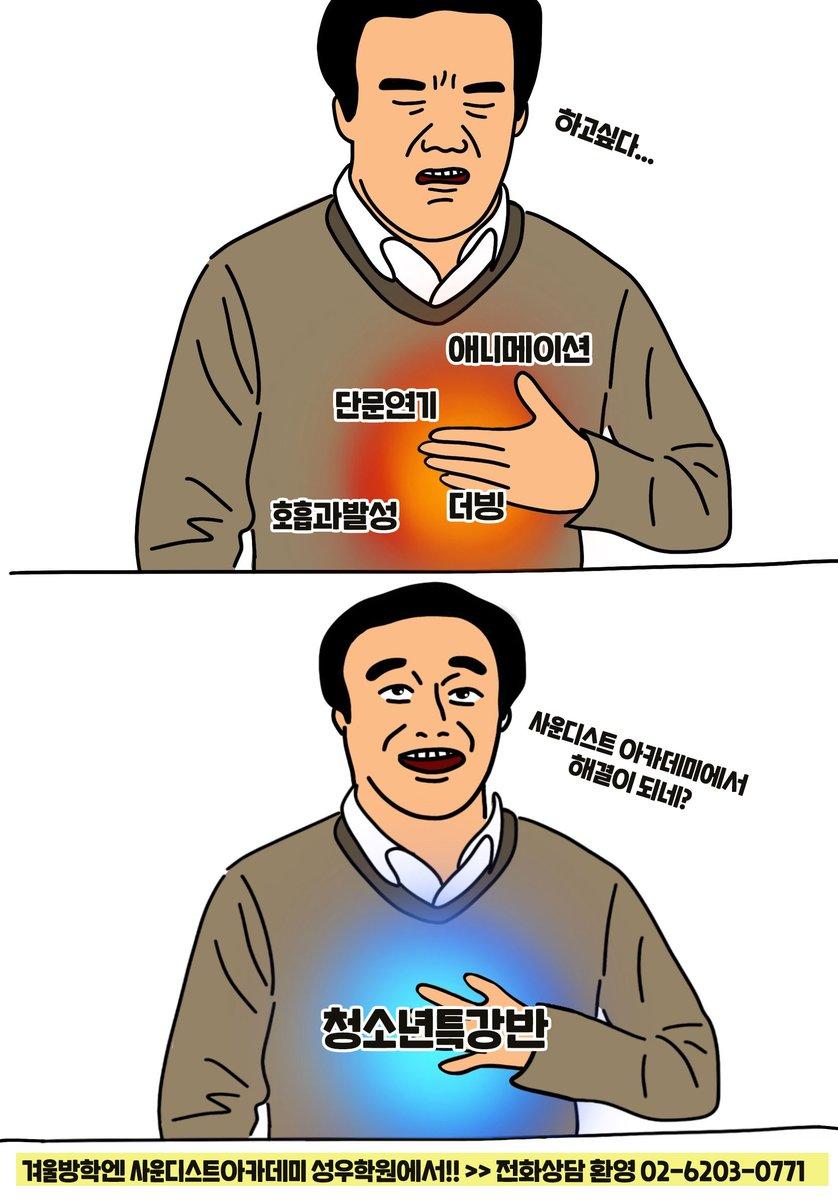 하고싶다...
애니메이션
단문연기
호흡과발성
더빙
사운디스트 아카데미에서
해결이 되네?
청소년특강반
겨울방학엔 사운디스트아카데미 성우학원에서!! >> 전화상담 환영 02-6203-0771